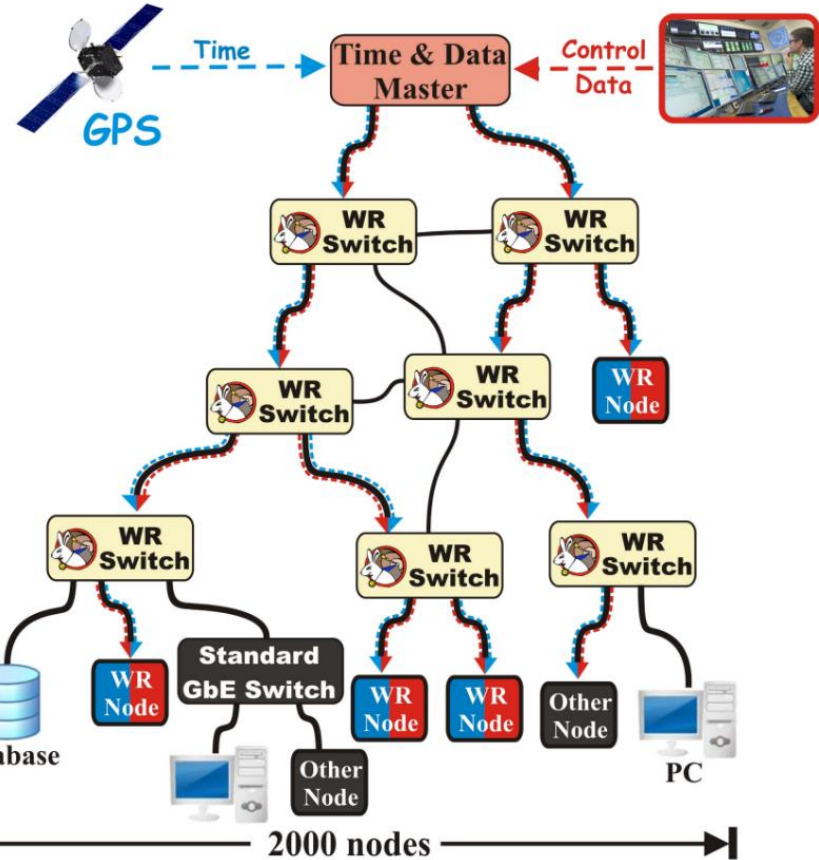 Time
Time & Data
Master
Control
Data
GPS
WR
Switch
WR
Switch
WR
Switch
WR
Switch
WR
Node
WR
Switch
WR
Switch
WR
Switch
WR
Node
Standard
GbE Switch
WR
Node
WR
Node
Other
Node
abase
PC
Other
Node
2000 nodes